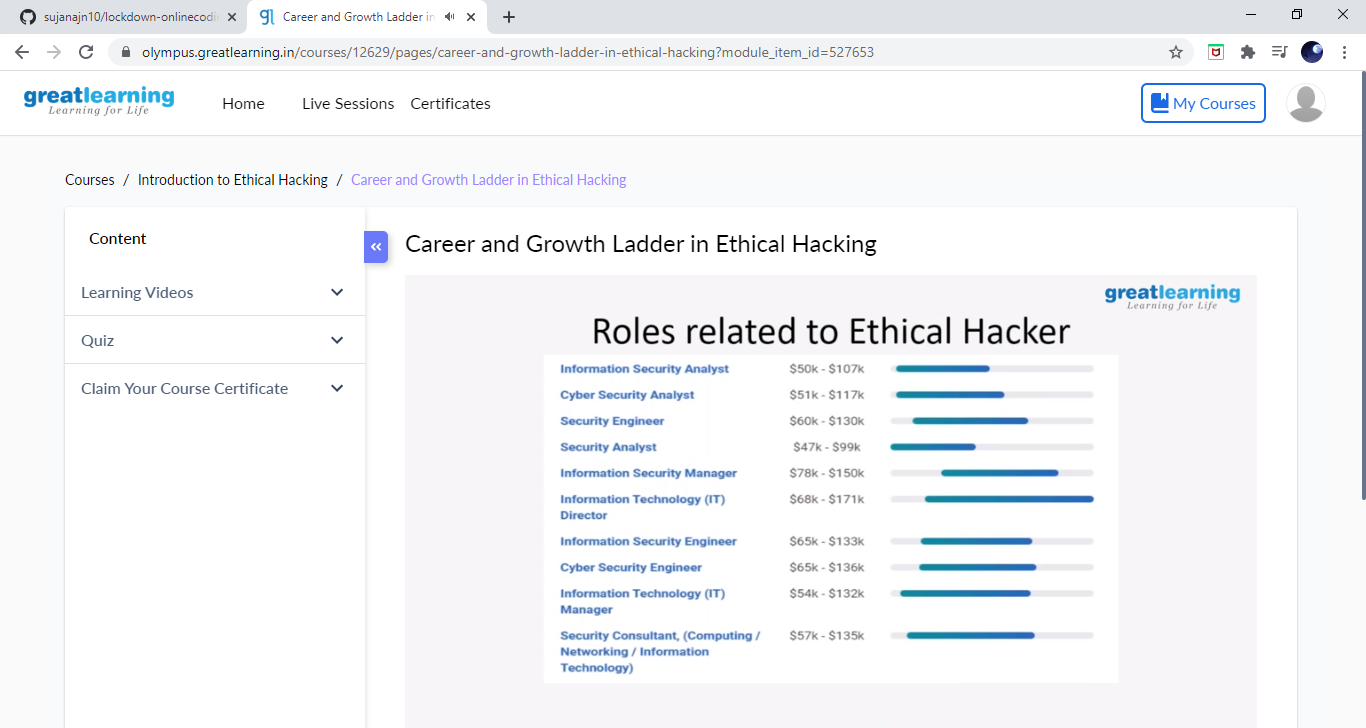 sujanajn10/lockdown-onlinecodi
Career and Growth Ladder in
olympus.greatlearning.in/courses/12629/pages/career-and-growth-ladder-in-ethical-hacking?module_item_id=527653
greatlearning
Learning for Life
Home Live Sessions Certificates
My Courses
Courses / Introduction to Ethical Hacking / Career and Growth Ladder in Ethical Hacking
Content
Learning Videos
Quiz
Claim Your Course Certificate
«
Career and Growth Ladder in Ethical Hacking
greatlearning
Learning for Life
Roles related to Ethical Hacker
Information Security Analyst $50k - $107k
Cyber Security Analyst $51k - $117k
Security Engineer $60k - $130k
Security Analyst $47k - $99k
Information Security Manager $78k - $150k
Information Technology (IT) $68k - $171k
Director
Information Security Engineer $65k - $133k
Cyber Security Engineer $65k - $136k
Information Technology (IT) $54k - $132k
Manager
Security Consultant, (Computing / $57k - $135k
Networking / Information
Technology)